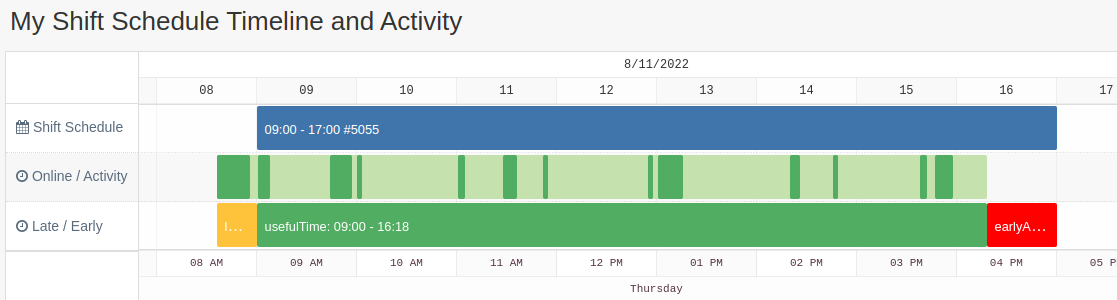 My Shift Schedule Timeline and Activity
8/11/2022
08 09 10 11 12 13 14 15 16 17
Shift Schedule
09:00 - 17:00 #5055
Online / Activity
Late / Early
l...
usefulTime: 09:00 - 16:18
earlyA...
08 AM 09 AM 10 AM 11 AM 12 PM 01 PM 02 PM 03 PM 04 PM 05 P
Thursday